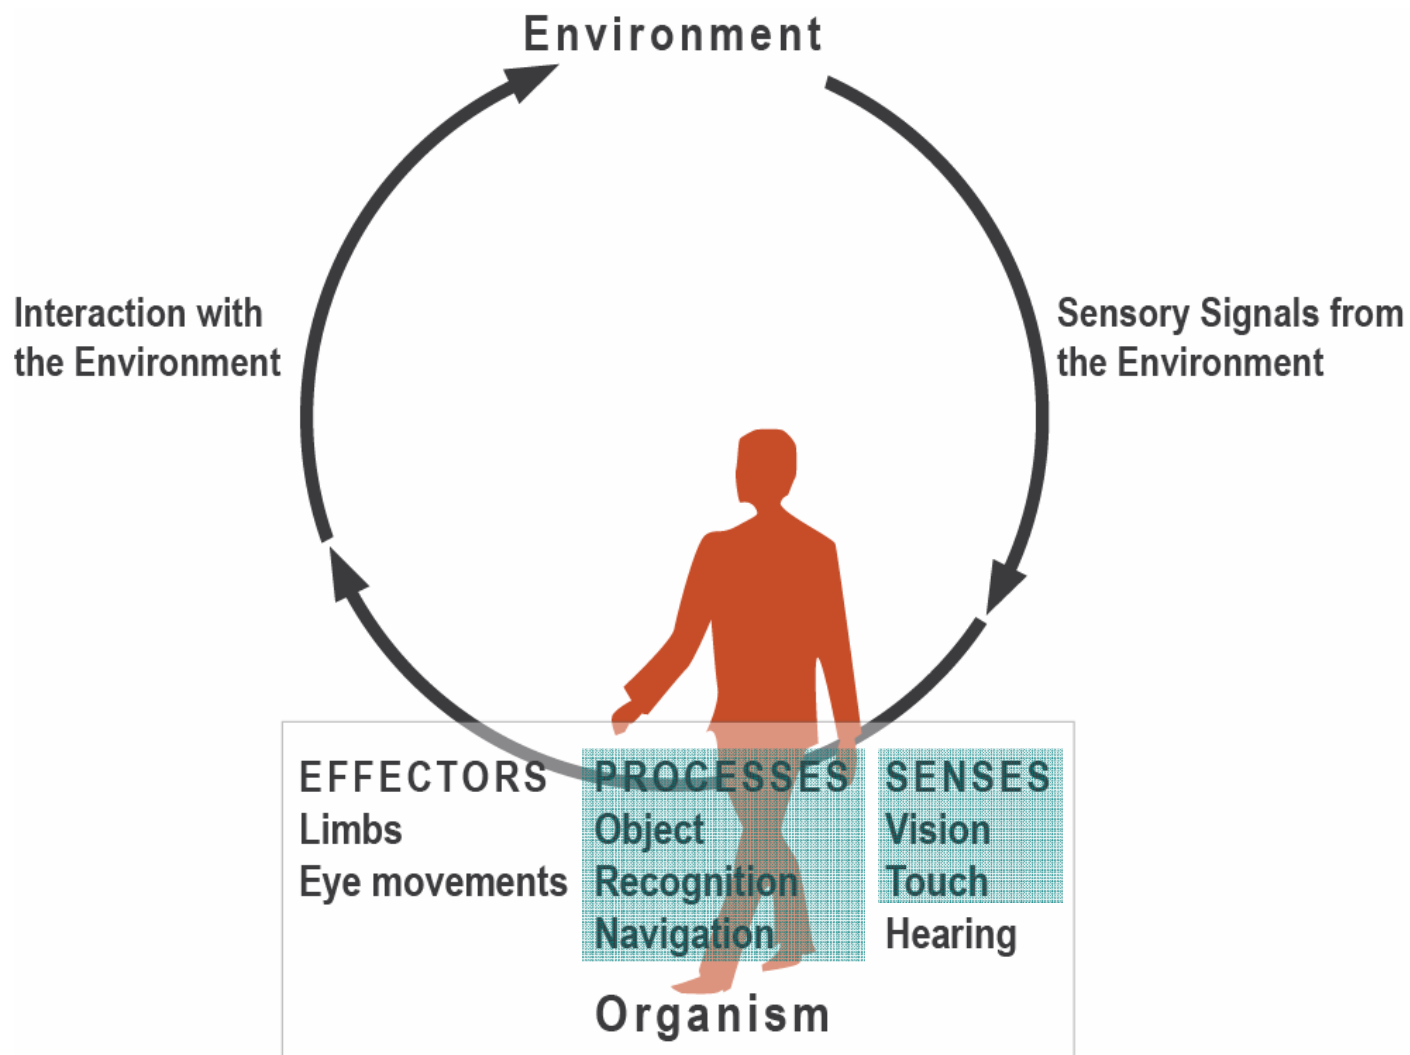 Environment
Interaction with
the Environment
Sensory Signals from
the Environment
EFFECTORS
Limbs
Eye movements
PROCESSES
Object
Recognition
Navigation
SENSES
Vision
Touch
Hearing
Organism